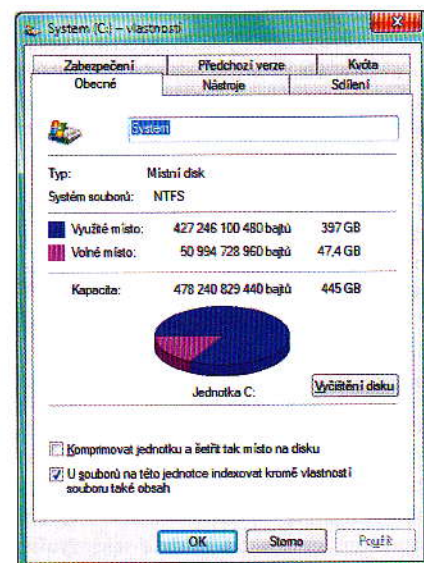 System (C:) – vlastnosti
Zabezpečení Předchozí verze Kvóta
Obecné Nástroje Sdílení
System
Typ: Místní disk
Systém souborů: NTFS
Využité místo: 427 246 100 480 bajtů 397 GB
Volné místo: 50 994 728 960 bajtů 47,4 GB
Kapacita: 478 240 829 440 bajtů 445 GB
Jednotka C:
Vyčištění disku
Komprimovat jednotku a šetřit tak místo na disku
U souborů na této jednotce indexovat kromě vlastností
souboru také obsah
OK Storno Použít